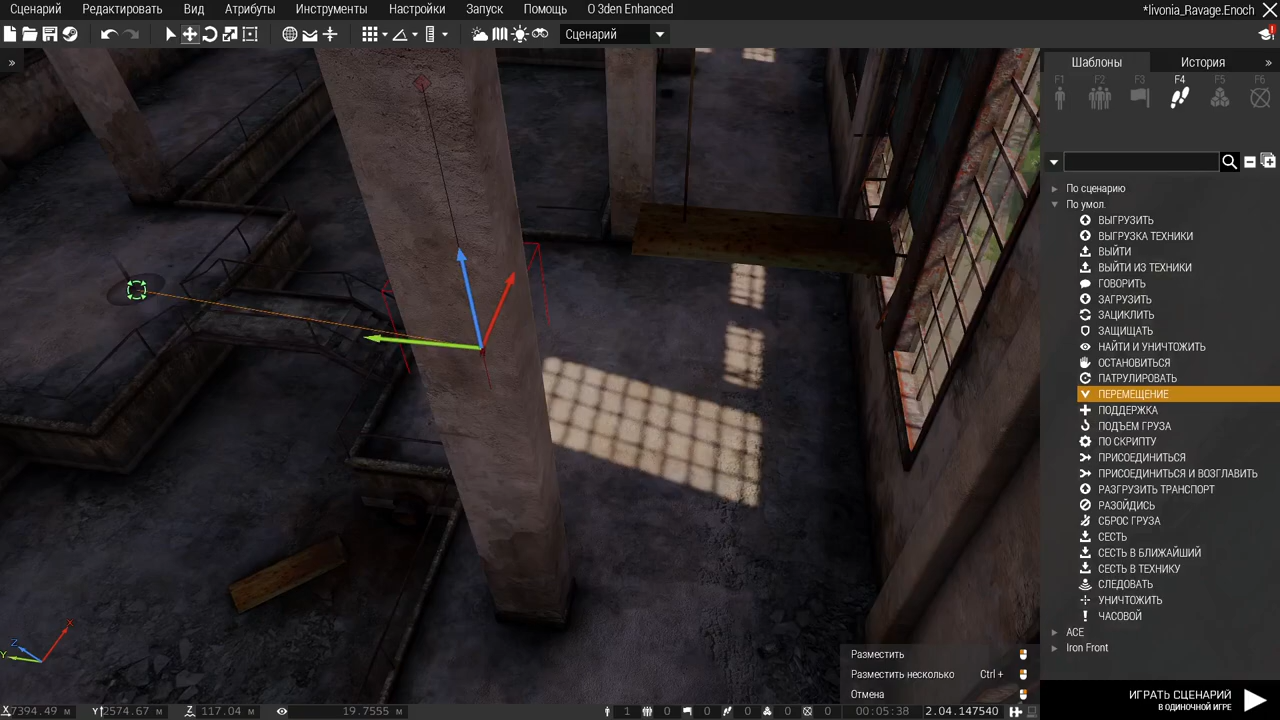 Сценарий Редактировать Вид Атрибуты Инструменты Настройки Запуск Помощь О 3den Enhanced *livonia_Ravage.Enoch
Сценарий
Шаблоны История »
»
F1 F2 F3 F4 F5 F6
По сценарию
По умол.
ВЫГРУЗИТЬ
ВЫГРУЗКА ТЕХНИКИ
ВЫЙТИ
ВЫЙТИ ИЗ ТЕХНИКИ
ГОВОРИТЬ
ЗАГРУЗИТЬ
ЗАЦИКЛИТЬ
ЗАЩИЩАТЬ
НАЙТИ И УНИЧТОЖИТЬ
ОСТАНОВИТЬСЯ
ПАТРУЛИРОВАТЬ
ПЕРЕМЕЩЕНИЕ
ПОДДЕРЖКА
ПОДЪЕМ ГРУЗА
ПО СКРИПТУ
ПРИСОЕДИНИТЬСЯ
ПРИСОЕДИНИТЬСЯ И ВОЗГЛАВИТЬ
РАЗГРУЗИТЬ ТРАНСПОРТ
РАЗОЙДИСЬ
СБРОС ГРУЗА
СЕСТЬ
СЕСТЬ В БЛИЖАЙШИЙ
СЕСТЬ В ТЕХНИКУ
СЛЕДОВАТЬ
УНИЧТОЖИТЬ
ЧАСОВОЙ
ACE
Iron Front
X
Z
Y
Разместить
Разместить несколько Ctrl +
Отмена
X 7394.49 м Y 2574.67 м Z 117.04 м 19.7555 м 1 0 0 0 0 0 00:05:38 2.04.147540
ИГРАТЬ СЦЕНАРИЙ
В ОДИНОЧНОЙ ИГРЕ